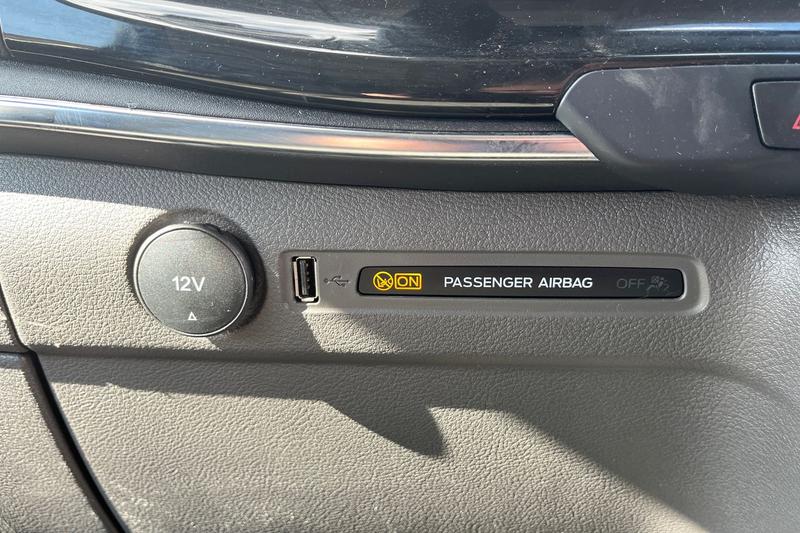 12V
ON PASSENGER AIRBAG OFF